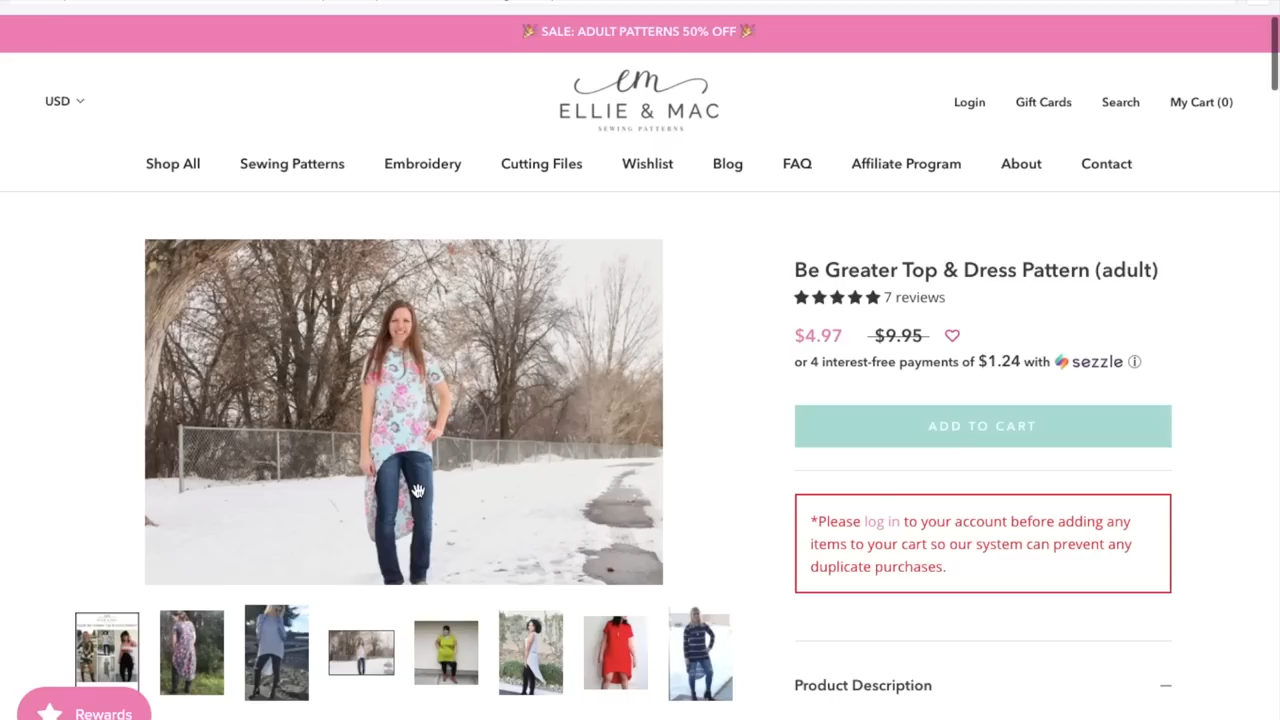 SALE: ADULT PATTERNS 50% OFF
USD
em
ELLIE & MAC
SEWING PATTERNS
Login
Gift Cards
Search
My Cart (0)
Shop All
Sewing Patterns
Embroidery
Cutting Files
Wishlist
Blog
FAQ
Affiliate Program
About
Contact
Be Greater Top & Dress Pattern (adult)
7 reviews
$4.97 $9.95
or 4 interest-free payments of $1.24 with sezzle
ADD TO CART
*Please log in to your account before adding any
items to your cart so our system can prevent any
duplicate purchases.
Product Description
Rewards